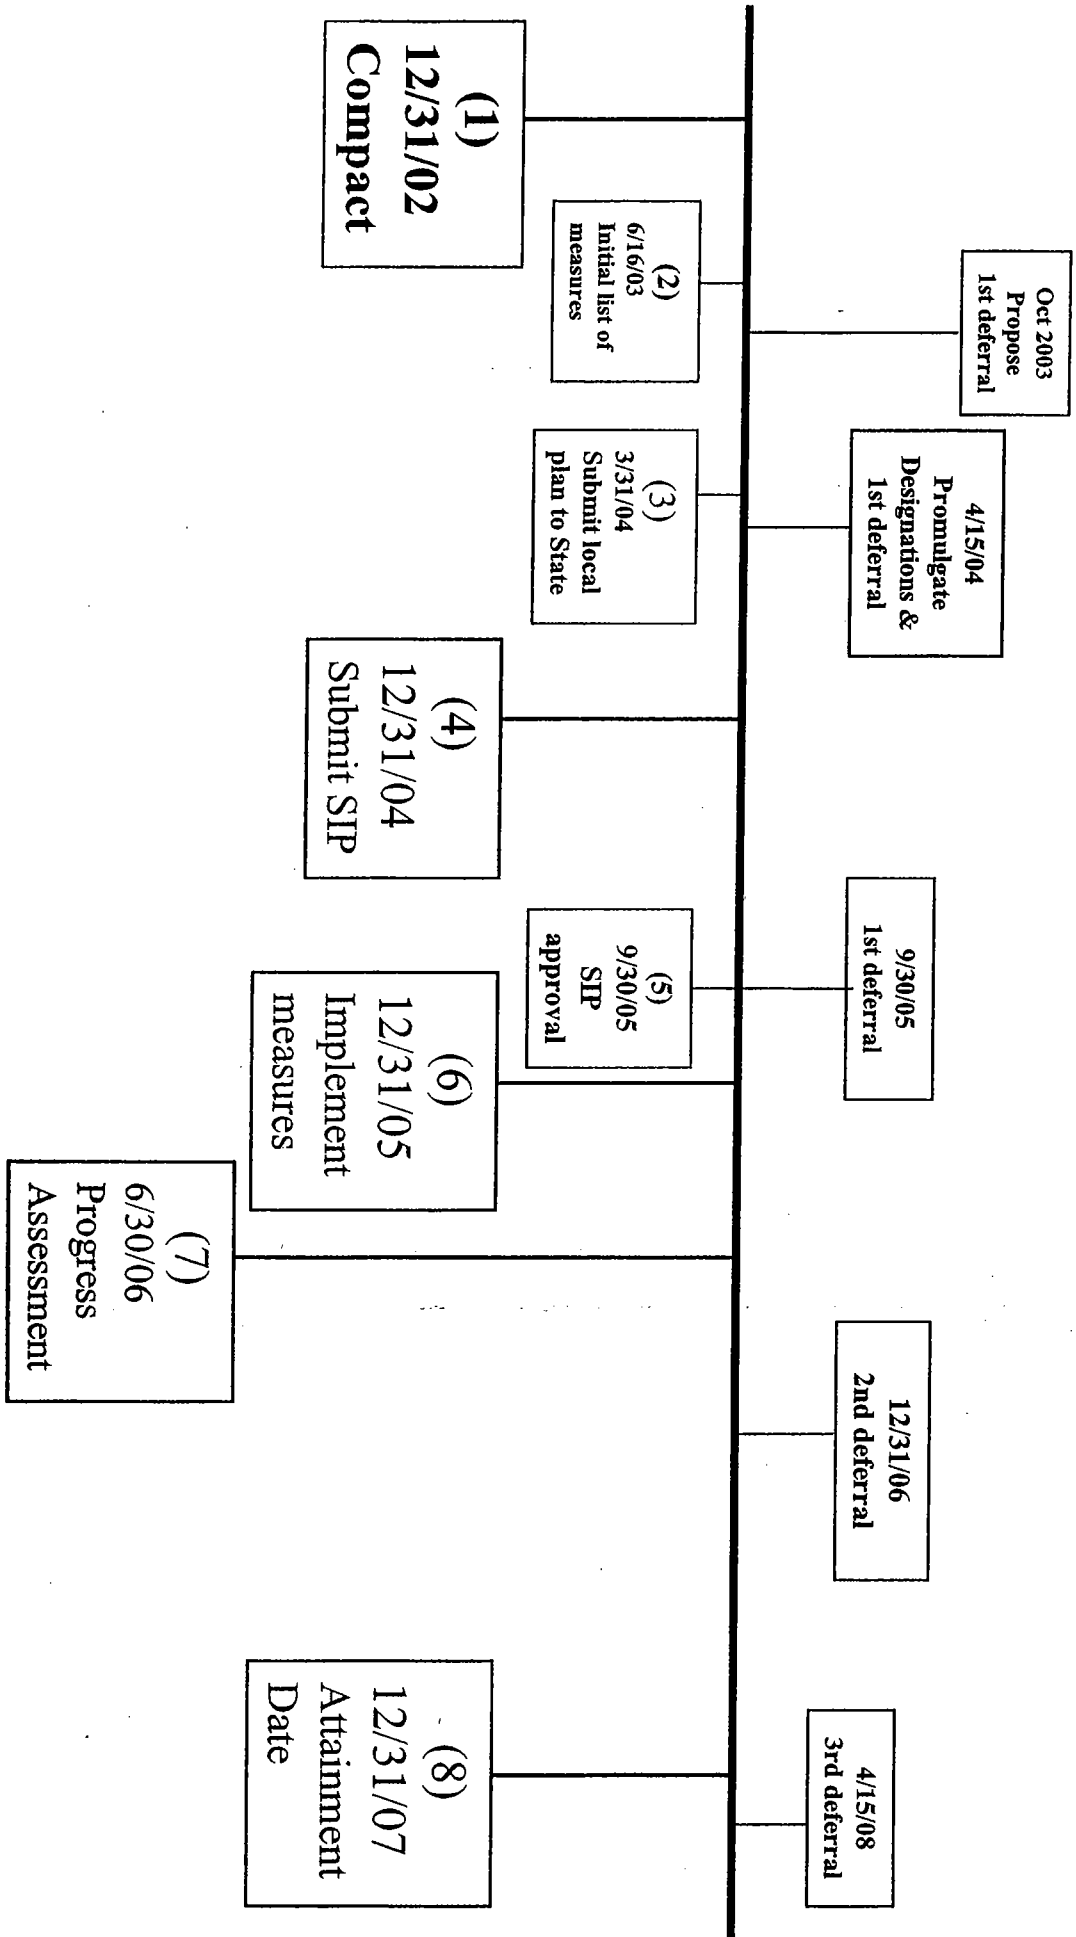 Oct 2003
Propose
1st deferral
4/15/04
Promulgate
Designations &
1st deferral
9/30/05
1st deferral
12/31/06
2nd deferral
4/15/08
3rd deferral
(1)
12/31/02
Compact
(2)
6/16/03
Initial list of
measures
(3)
3/31/04
Submit local
plan to State
(4)
12/31/04
Submit SIP
(5)
9/30/05
SIP
approval
(6)
12/31/05
Implement
measures
(7)
6/30/06
Progress
Assessment
(8)
12/31/07
Attainment
Date